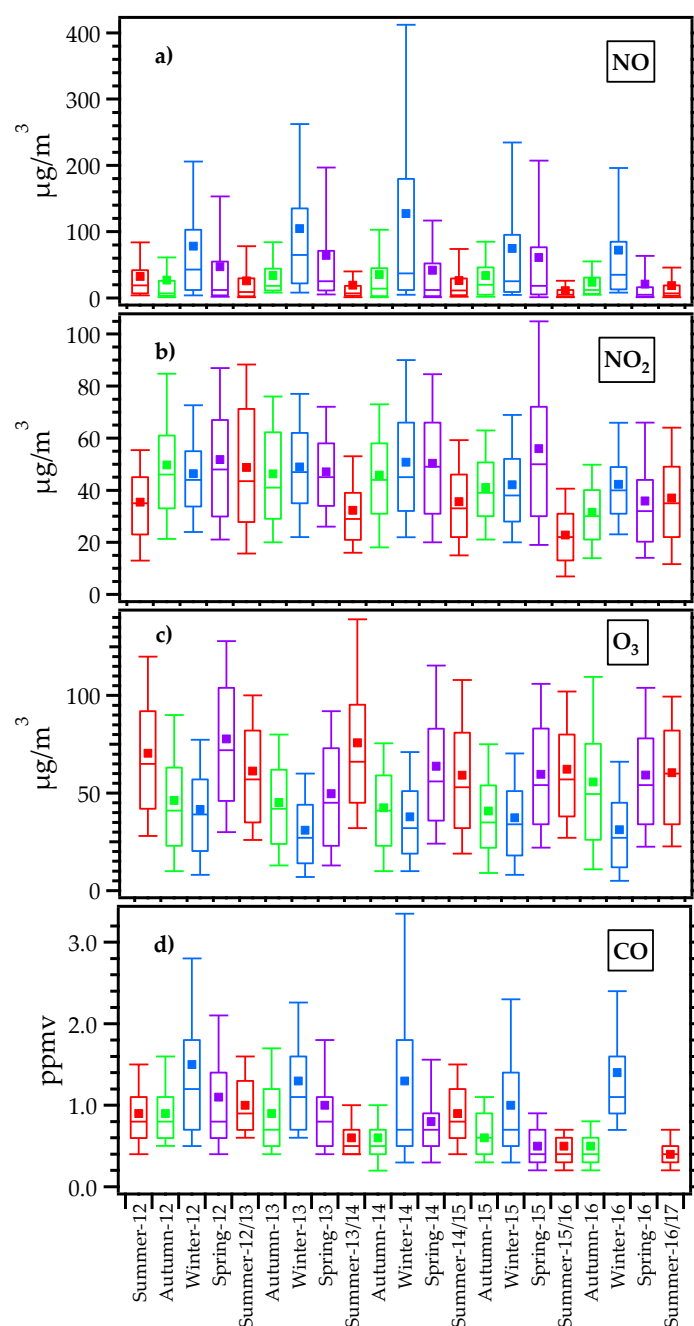 a)
NO
400
300
200
100
0
µg/m³
b)
NO₂
100
80
60
40
20
0
µg/m³
c)
O₃
100
50
0
µg/m³
d)
CO
3.0
2.0
1.0
0.0
ppmv
Summer-12
Autumn-12
Winter-12
Spring-12
Summer-12/13
Autumn-13
Winter-13
Spring-13
Summer-13/14
Autumn-14
Winter-14
Spring-14
Summer-14/15
Autumn-15
Winter-15
Spring-15
Summer-15/16
Autumn-16
Winter-16
Spring-16
Summer-16/17